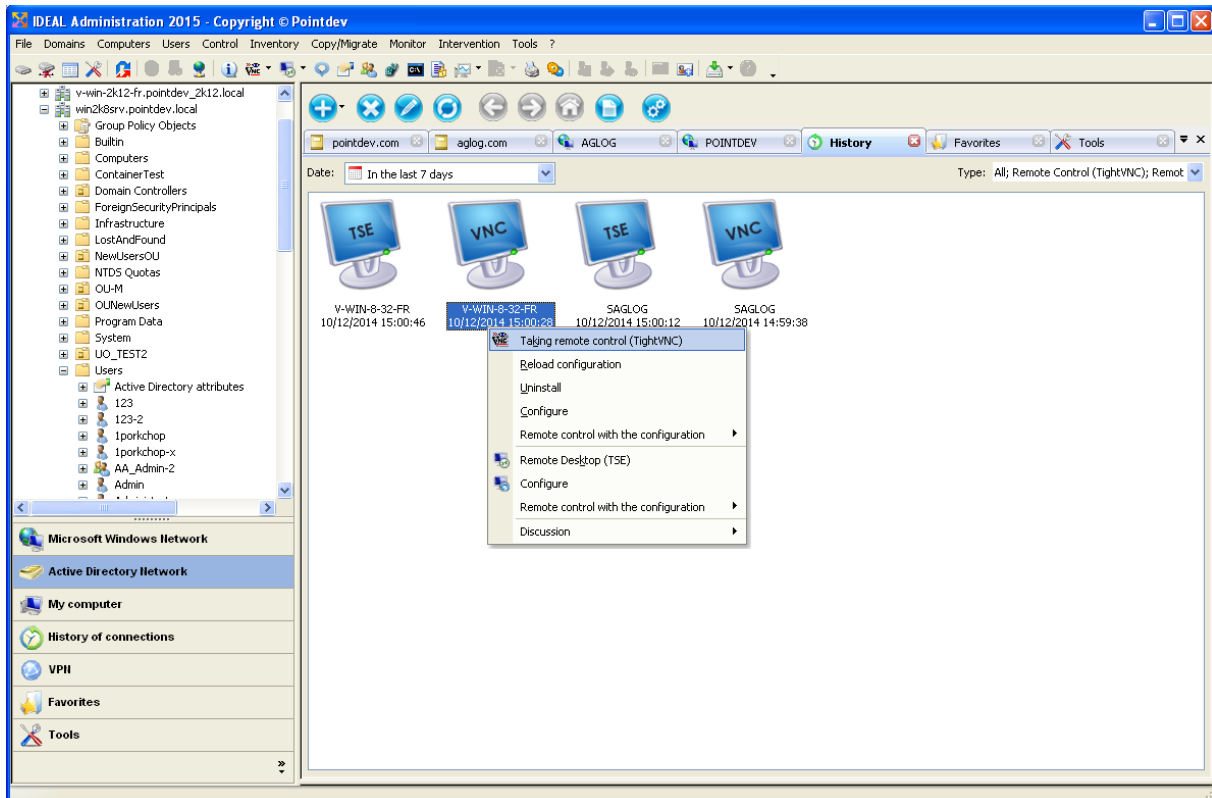 IDEAL Administration 2015 - Copyright © Pointdev
File Domains Computers Users Control Inventory Copy/Migrate Monitor Intervention Tools ?
v-win-2k12-fr.pointdev_2k12.local
win2k8srv.pointdev.local
Group Policy Objects
Builtin
Computers
ContainerTest
Domain Controllers
ForeignSecurityPrincipals
Infrastructure
LostAndFound
NewUsersOU
NTDS Quotas
OU-M
OUNewUsers
Program Data
System
UO_TEST2
Users
Active Directory attributes
123
123-2
1porkchop
1porkchop-x
AA_Admin-2
Admin
Microsoft Windows Network
Active Directory Network
My computer
History of connections
VPN
Favorites
Tools
pointdev.com aglog.com AGLOG POINTDEV History Favorites Tools
Date: In the last 7 days Type: All; Remote Control (TightVNC); Remot
TSE VNC TSE VNC
V-WIN-8-32-FR V-WIN-8-32-FR SAGLOG SAGLOG
10/12/2014 15:00:46 10/12/2014 15:00:28 10/12/2014 15:00:12 10/12/2014 14:59:38
Taking remote control (TightVNC)
Reload configuration
Uninstall
Configure
Remote control with the configuration
Remote Desktop (TSE)
Configure
Remote control with the configuration
Discussion